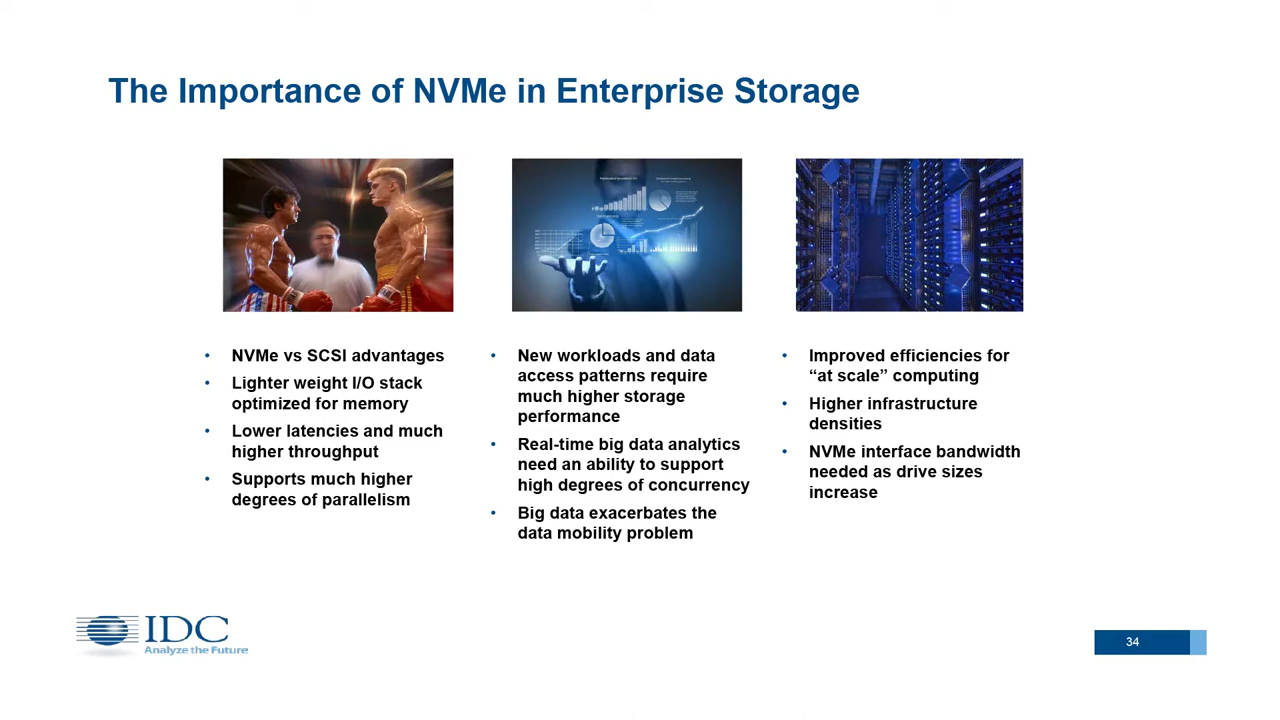 The Importance of NVMe in Enterprise Storage
• NVMe vs SCSI advantages
• Lighter weight I/O stack
optimized for memory
• Lower latencies and much
higher throughput
• Supports much higher
degrees of parallelism
• New workloads and data
access patterns require
much higher storage
performance
• Real-time big data analytics
need an ability to support
high degrees of concurrency
• Big data exacerbates the
data mobility problem
• Improved efficiencies for
“at scale” computing
• Higher infrastructure
densities
• NVMe interface bandwidth
needed as drive sizes
increase
IDC
Analyze the Future
34